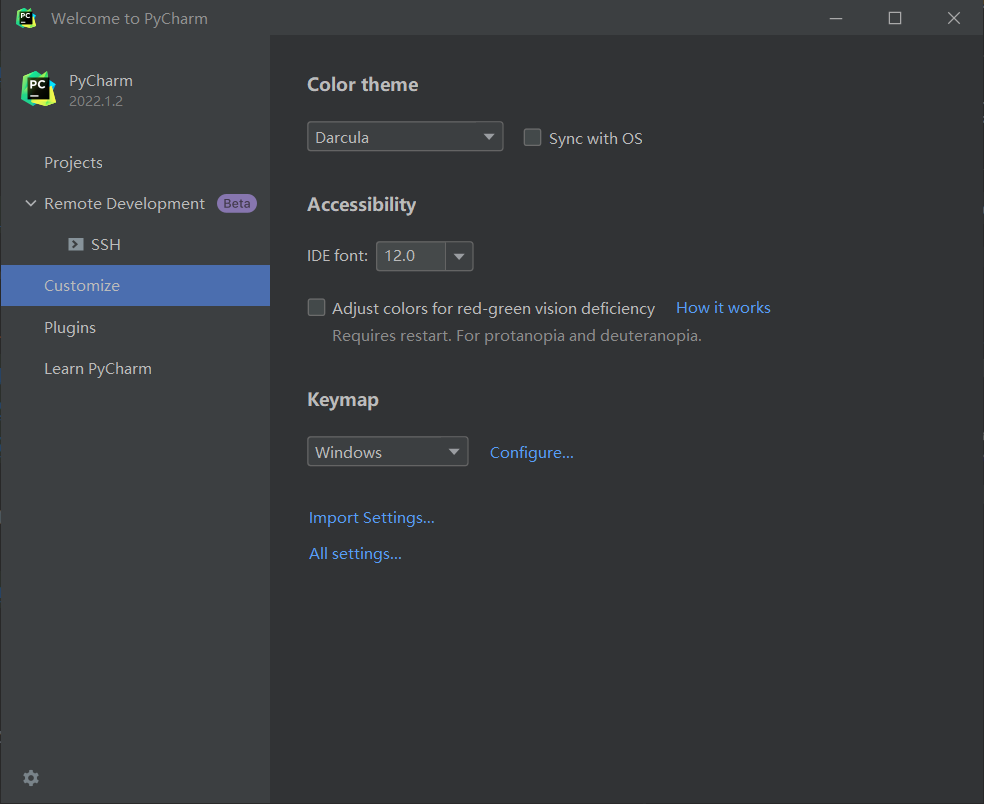 Welcome to PyCharm
PyCharm
2022.1.2
Projects
Remote Development Beta
SSH
Customize
Plugins
Learn PyCharm
Color theme
Darcula Sync with OS
Accessibility
IDE font: 12.0
Adjust colors for red-green vision deficiency How it works
Requires restart. For protanopia and deuteranopia.
Keymap
Windows Configure...
Import Settings...
All settings...